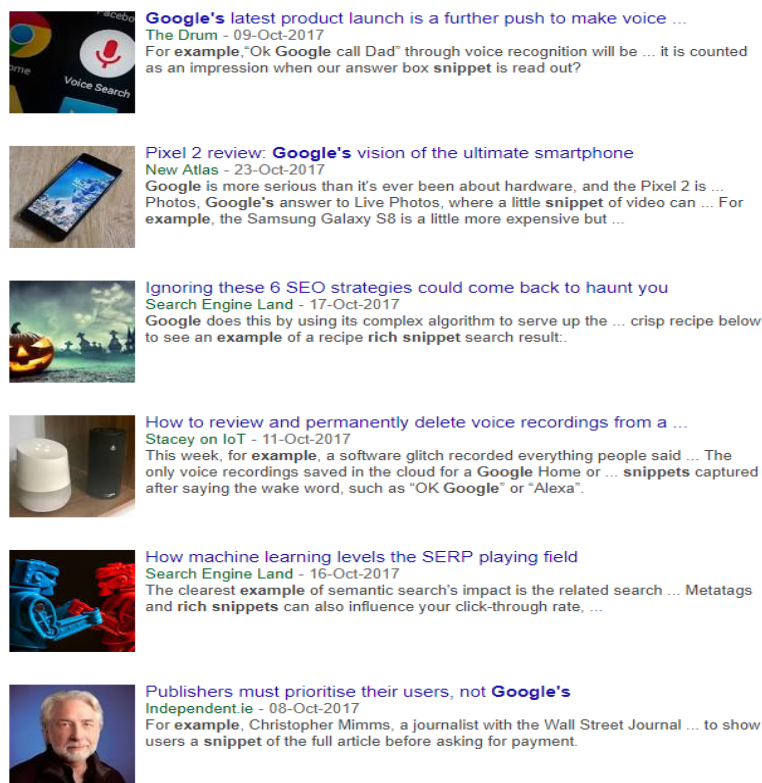 Facebo
ome
Voice Search
Google's latest product launch is a further push to make voice ...
The Drum - 09-Oct-2017
For example,“Ok Google call Dad” through voice recognition will be ... it is counted
as an impression when our answer box snippet is read out?
Pixel 2 review: Google's vision of the ultimate smartphone
New Atlas - 23-Oct-2017
Google is more serious than it's ever been about hardware, and the Pixel 2 is ...
Photos, Google's answer to Live Photos, where a little snippet of video can ... For
example, the Samsung Galaxy S8 is a little more expensive but ...
Ignoring these 6 SEO strategies could come back to haunt you
Search Engine Land - 17-Oct-2017
Google does this by using its complex algorithm to serve up the ... crisp recipe below
to see an example of a recipe rich snippet search result:.
How to review and permanently delete voice recordings from a ...
Stacey on IoT - 11-Oct-2017
This week, for example, a software glitch recorded everything people said ... The
only voice recordings saved in the cloud for a Google Home or ... snippets captured
after saying the wake word, such as “OK Google” or “Alexa”.
How machine learning levels the SERP playing field
Search Engine Land - 16-Oct-2017
The clearest example of semantic search's impact is the related search ... Metatags
and rich snippets can also influence your click-through rate, ...
Publishers must prioritise their users, not Google's
Independent.ie - 08-Oct-2017
For example, Christopher Mimms, a journalist with the Wall Street Journal ... to show
users a snippet of the full article before asking for payment.